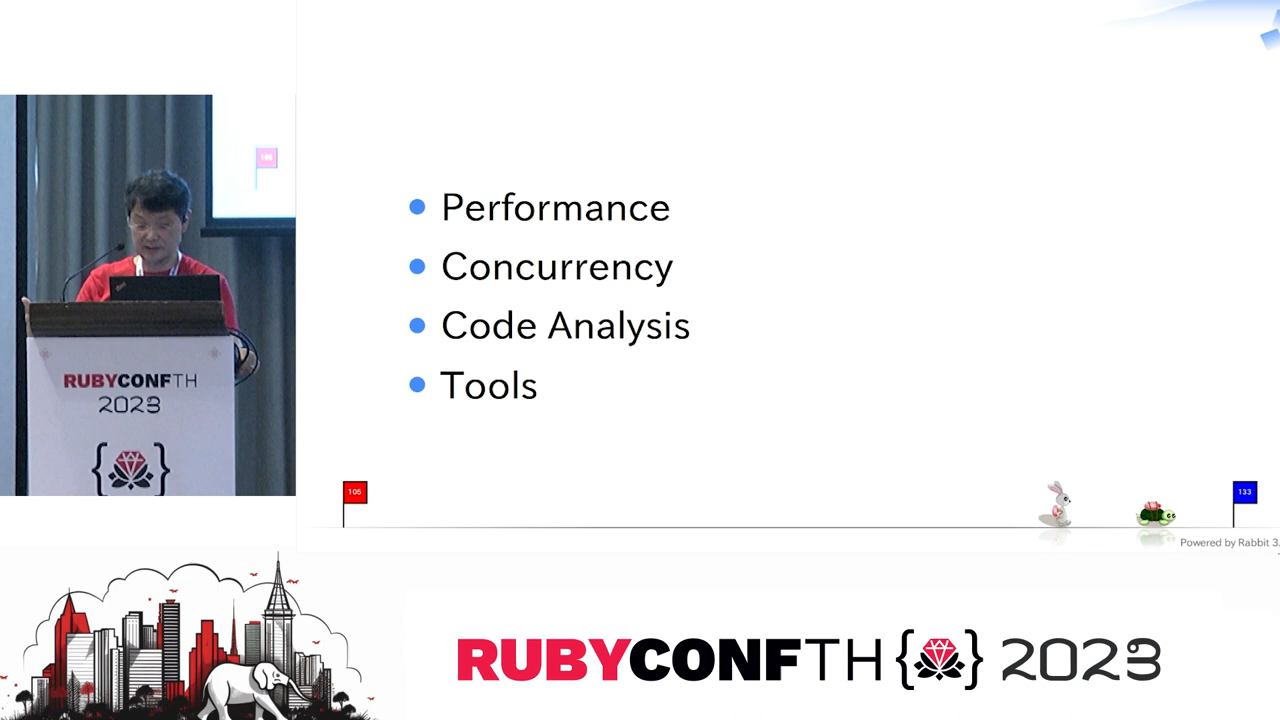 Performance
Concurrency
Code Analysis
Tools
105
133
Powered by Rabbit 3.
RUBYCONFTH
2023
RUBYCONFTH 2023